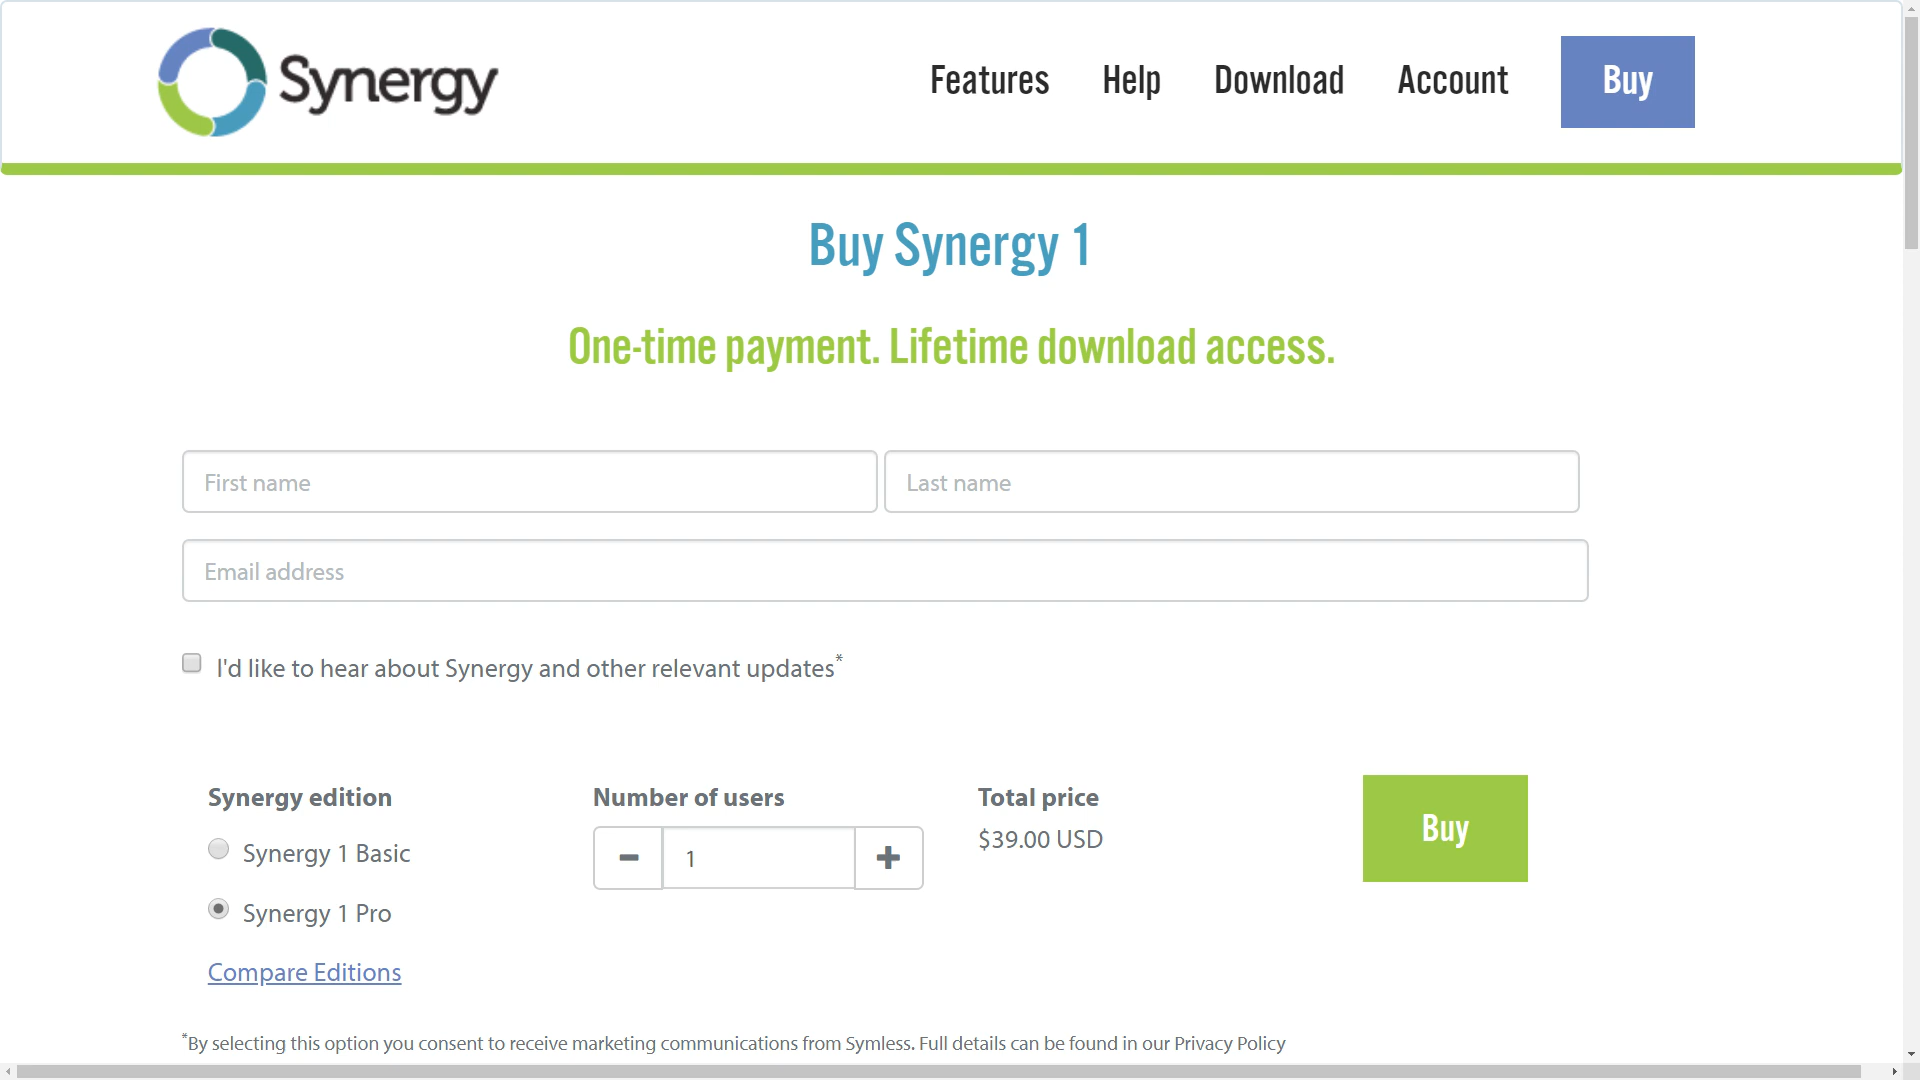 Synergy
Features Help Download Account Buy
Buy Synergy 1
One-time payment. Lifetime download access.
First name Last name
Email address
I'd like to hear about Synergy and other relevant updates*
Synergy edition Number of users Total price
Buy
$39.00 USD
Synergy 1 Basic
1
Synergy 1 Pro
Compare Editions
*By selecting this option you consent to receive marketing communications from Symless. Full details can be found in our Privacy Policy